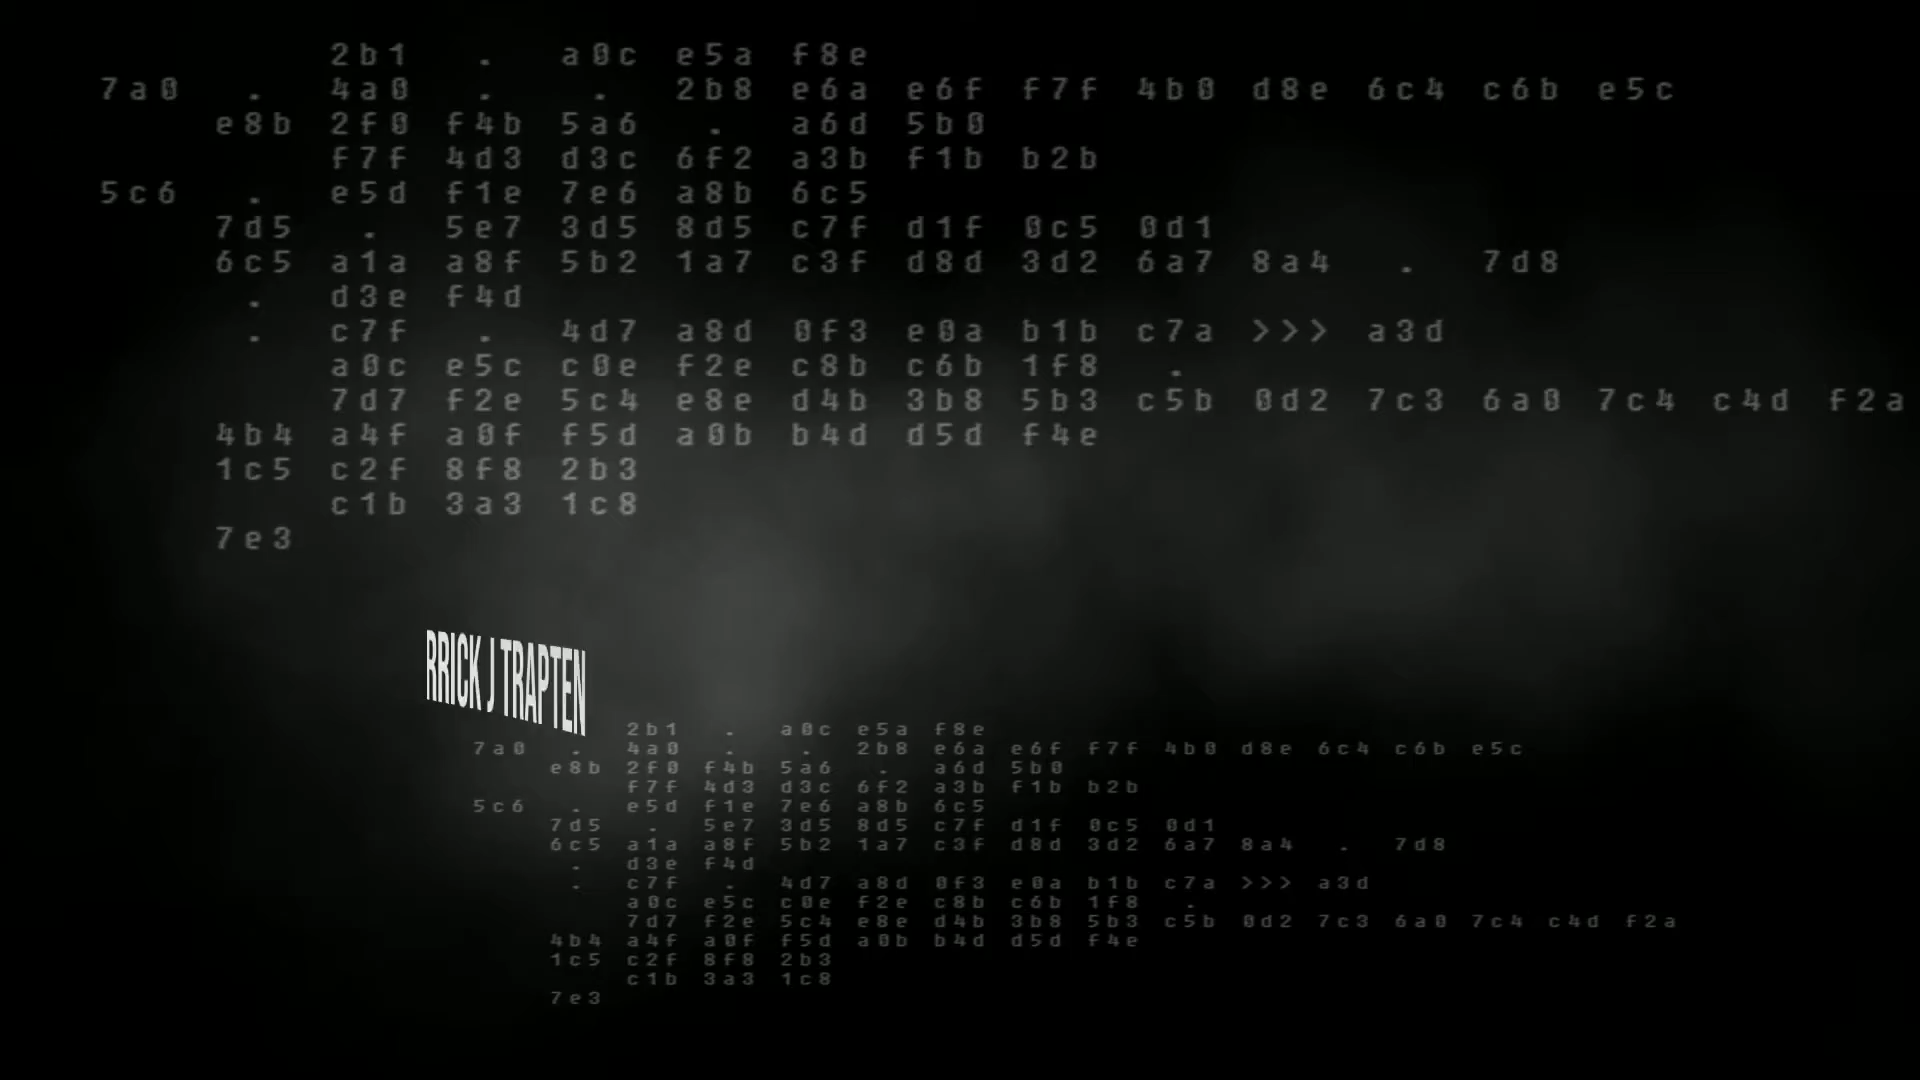 2b1 . a0c e5a f8e
7a0 . 4a0 . . 2b8 e6a e6f f7f 4b0 d8e 6c4 c6b e5c
e8b 2f0 f4b 5a6 . a6d 5b0
f7f 4d3 d3c 6f2 a3b f1b b2b
5c6 . e5d f1e 7e6 a8b 6c5
7d5 . 5e7 3d5 8d5 c7f d1f 0c5 0d1
6c5 a1a a8f 5b2 1a7 c3f d8d 3d2 6a7 8a4 . 7d8
. d3e f4d
. c7f . 4d7 a8d 0f3 e0a b1b c7a >>> a3d
a0c e5c c0e f2e c8b c6b 1f8 .
7d7 f2e 5c4 e8e d4b 3b8 5b3 c5b 0d2 7c3 6a0 7c4 c4d f2a
4b4 a4f a0f f5d a0b b4d d5d f4e
1c5 c2f 8f8 2b3
c1b 3a3 1c8
7e3
RRICK J TRAPTEN
2b1 . a0c e5a f8e
7a0 . 4a0 . . 2b8 e6a e6f f7f 4b0 d8e 6c4 c6b e5c
e8b 2f0 f4b 5a6 . a6d 5b0
f7f 4d3 d3c 6f2 a3b f1b b2b
5c6 . e5d f1e 7e6 a8b 6c5
7d5 . 5e7 3d5 8d5 c7f d1f 0c5 0d1
6c5 a1a a8f 5b2 1a7 c3f d8d 3d2 6a7 8a4 . 7d8
. d3e f4d
. c7f . 4d7 a8d 0f3 e0a b1b c7a >>> a3d
a0c e5c c0e f2e c8b c6b 1f8 .
7d7 f2e 5c4 e8e d4b 3b8 5b3 c5b 0d2 7c3 6a0 7c4 c4d f2a
4b4 a4f a0f f5d a0b b4d d5d f4e
1c5 c2f 8f8 2b3
c1b 3a3 1c8
7e3